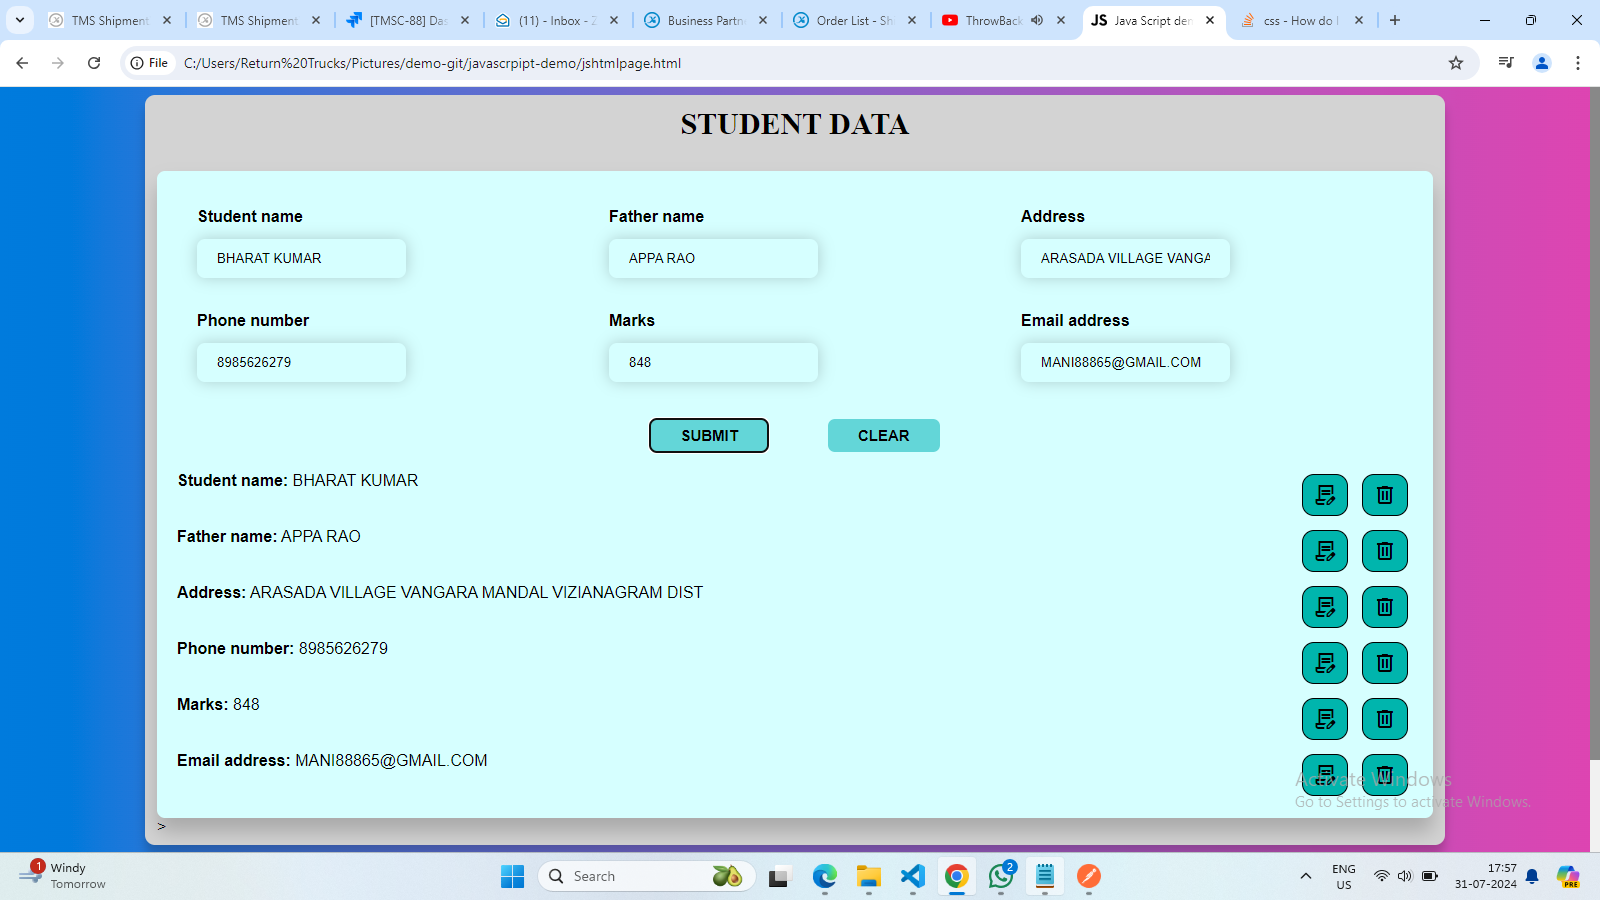 TMS Shipment
TMS Shipment
[TMSC-88] Das
(11) - Inbox - Z
Business Partn
Order List - Sh
ThrowBack
JS Java Script den
css - How do I
File C:/Users/Return%20Trucks/Pictures/demo-git/javascrpipt-demo/jshtmlpage.html
STUDENT DATA
Student name Father name Address
BHARAT KUMAR APPA RAO ARASADA VILLAGE VANGA
Phone number Marks Email address
8985626279 848 MANI88865@GMAIL.COM
SUBMIT CLEAR
Student name: BHARAT KUMAR
Father name: APPA RAO
Address: ARASADA VILLAGE VANGARA MANDAL VIZIANAGRAM DIST
Phone number: 8985626279
Marks: 848
Email address: MANI88865@GMAIL.COM
Activate Windows
Go to Settings to activate Windows.
>
1 Windy
Tomorrow
Search
2
ENG
US
17:57
31-07-2024
PRE